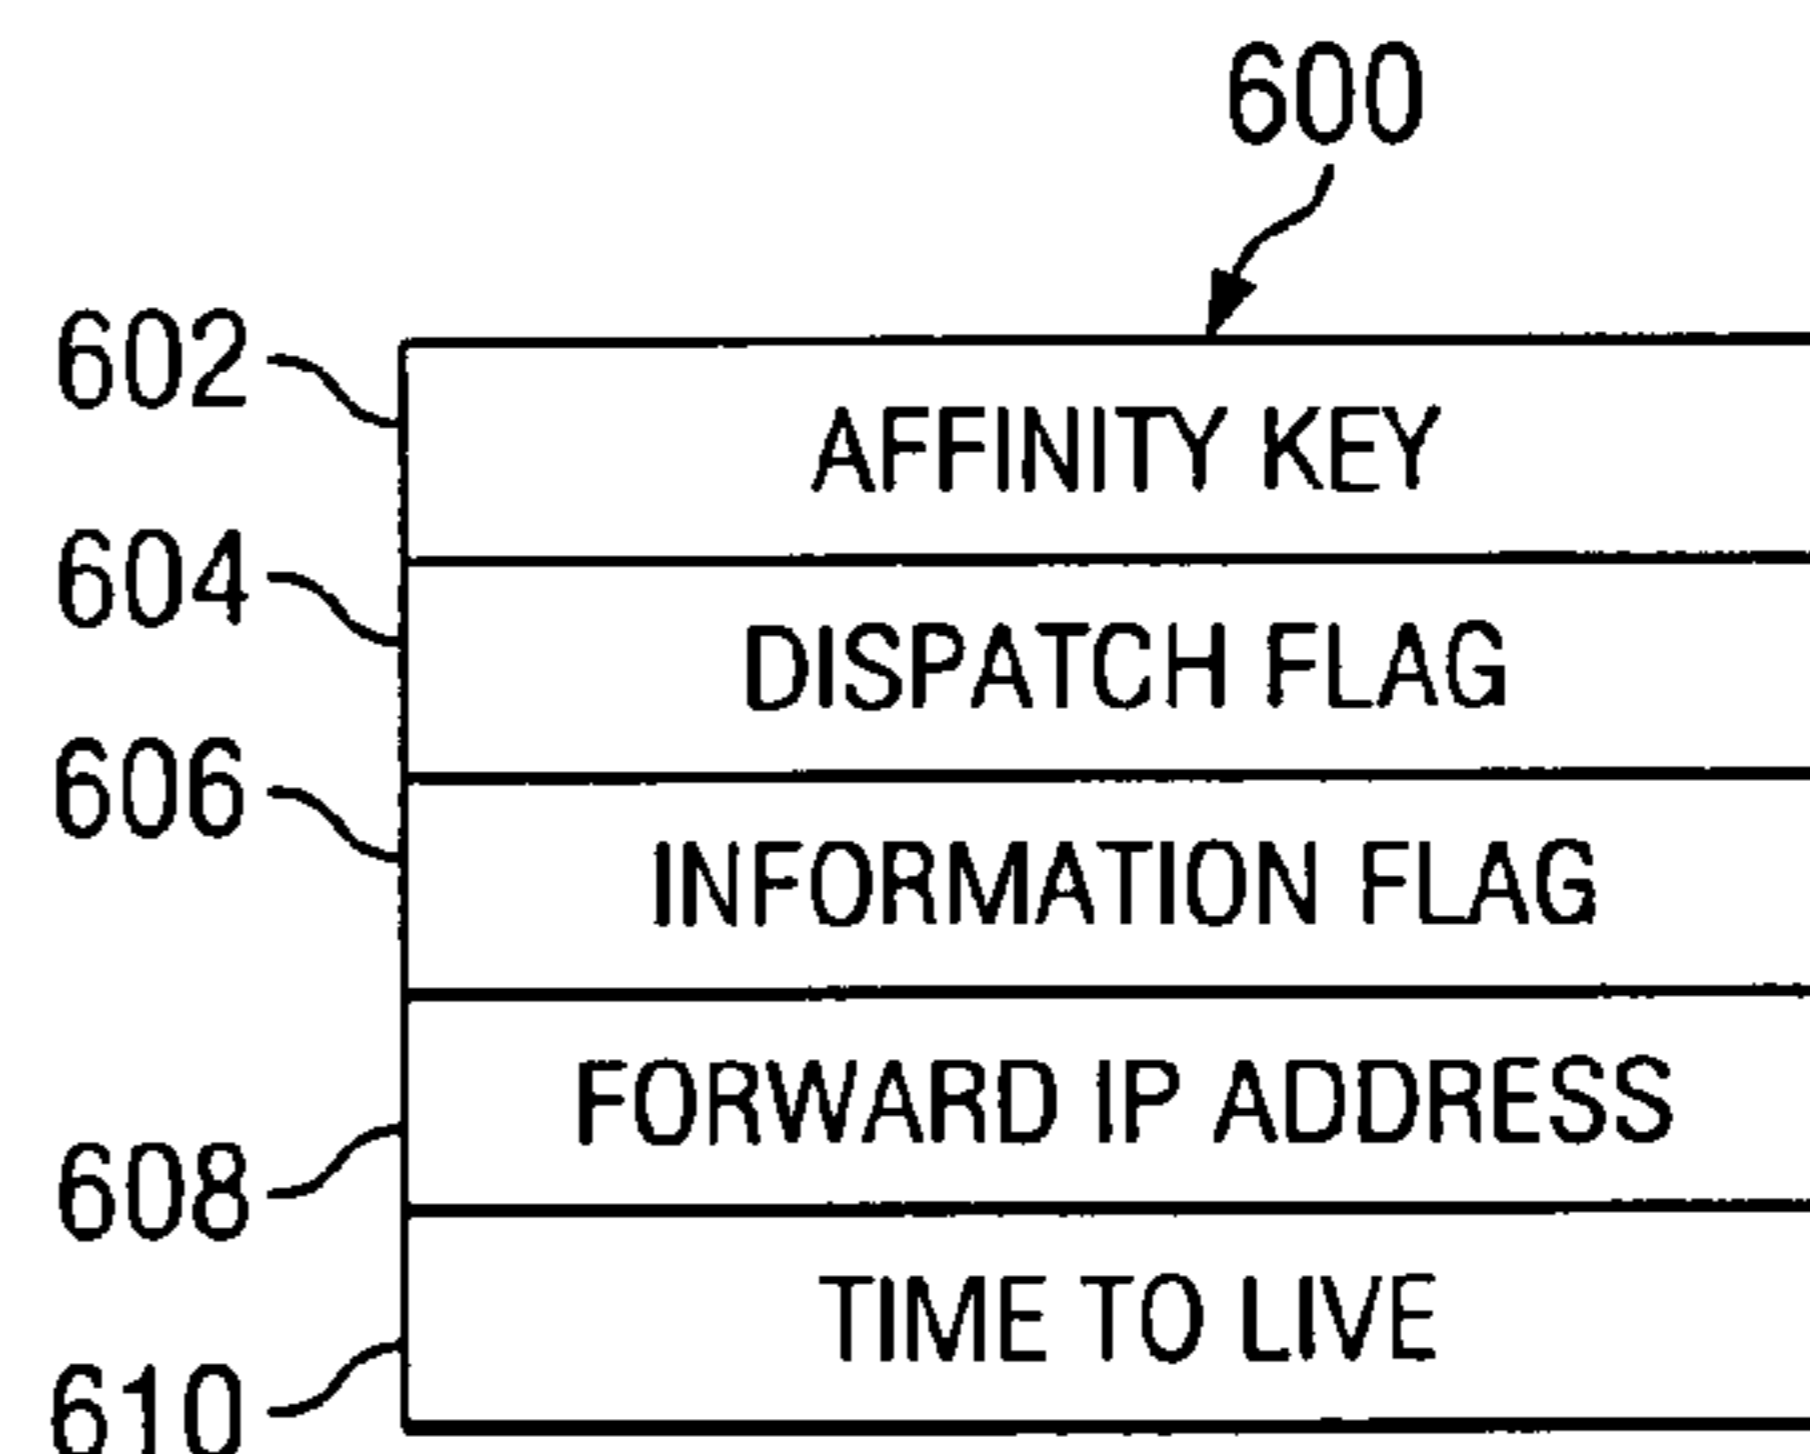 600
602 AFFINITY KEY
604 DISPATCH FLAG
606 INFORMATION FLAG
608 FORWARD IP ADDRESS
610 TIME TO LIVE